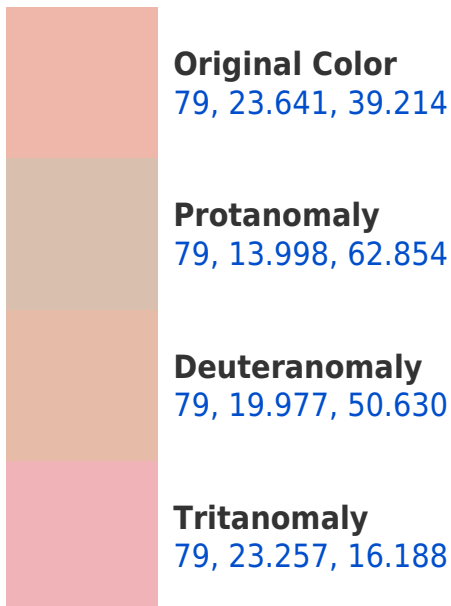 Original Color
79, 23.641, 39.214
Protanomaly
79, 13.998, 62.854
Deuteranomaly
79, 19.977, 50.630
Tritanomaly
79, 23.257, 16.188